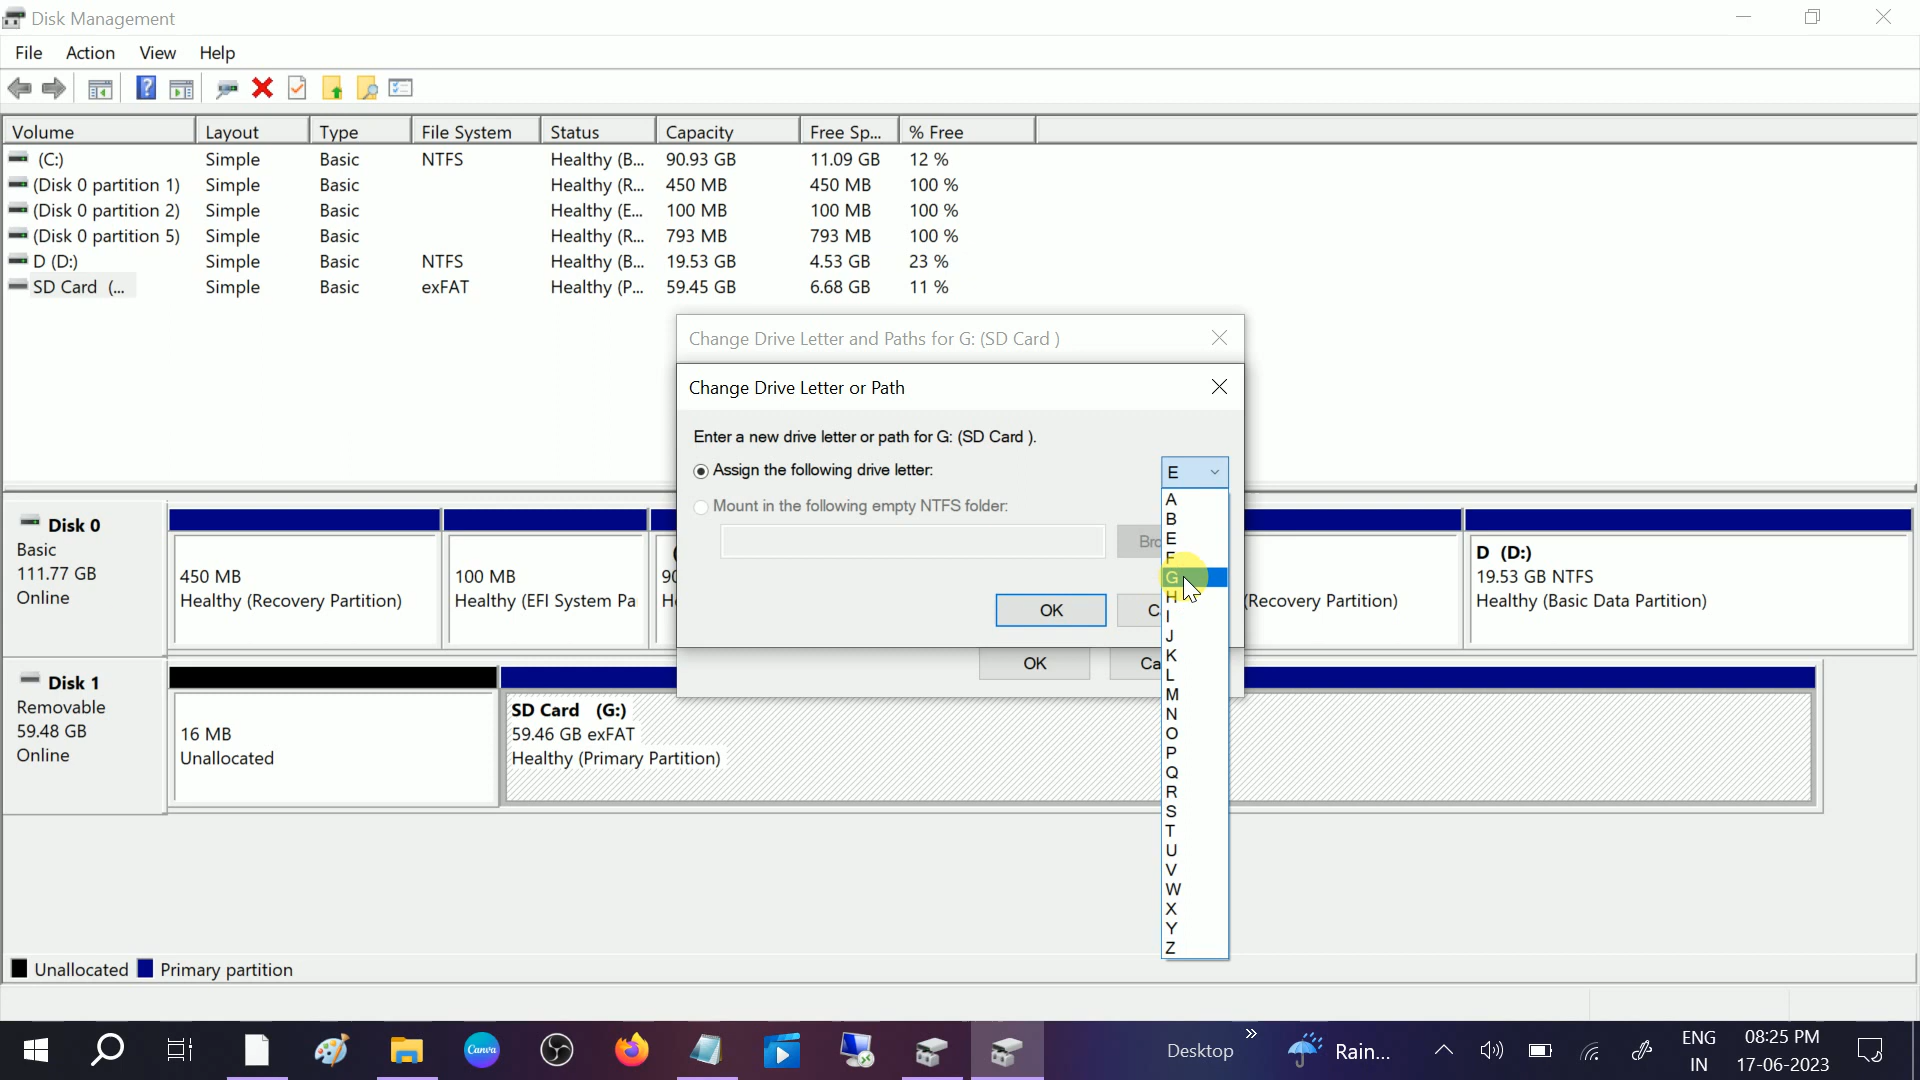 Disk Management
File Action View Help
Volume Layout Type File System Status Capacity Free Sp... % Free
(C:) Simple Basic NTFS Healthy (B... 90.93 GB 11.09 GB 12 %
(Disk 0 partition 1) Simple Basic Healthy (R... 450 MB 450 MB 100 %
(Disk 0 partition 2) Simple Basic Healthy (E... 100 MB 100 MB 100 %
(Disk 0 partition 5) Simple Basic Healthy (R... 793 MB 793 MB 100 %
D (D:) Simple Basic NTFS Healthy (B... 19.53 GB 4.53 GB 23 %
SD Card (... Simple Basic exFAT Healthy (P... 59.45 GB 6.68 GB 11 %
Change Drive Letter and Paths for G: (SD Card )
Change Drive Letter or Path
Enter a new drive letter or path for G: (SD Card ).
Assign the following drive letter:
E
Mount in the following empty NTFS folder:
Bro
OK C
OK Ca
A
B
E
F
G
H
I
J
K
L
M
N
O
P
Q
R
S
T
U
V
W
X
Y
Z
Disk 0
Basic
111.77 GB
Online
450 MB
Healthy (Recovery Partition)
100 MB
Healthy (EFI System Pa
(
90
H
(Recovery Partition)
D (D:)
19.53 GB NTFS
Healthy (Basic Data Partition)
Disk 1
Removable
59.48 GB
Online
16 MB
Unallocated
SD Card (G:)
59.46 GB exFAT
Healthy (Primary Partition)
Unallocated Primary partition
Canva
Desktop
Rain...
ENG
IN
08:25 PM
17-06-2023